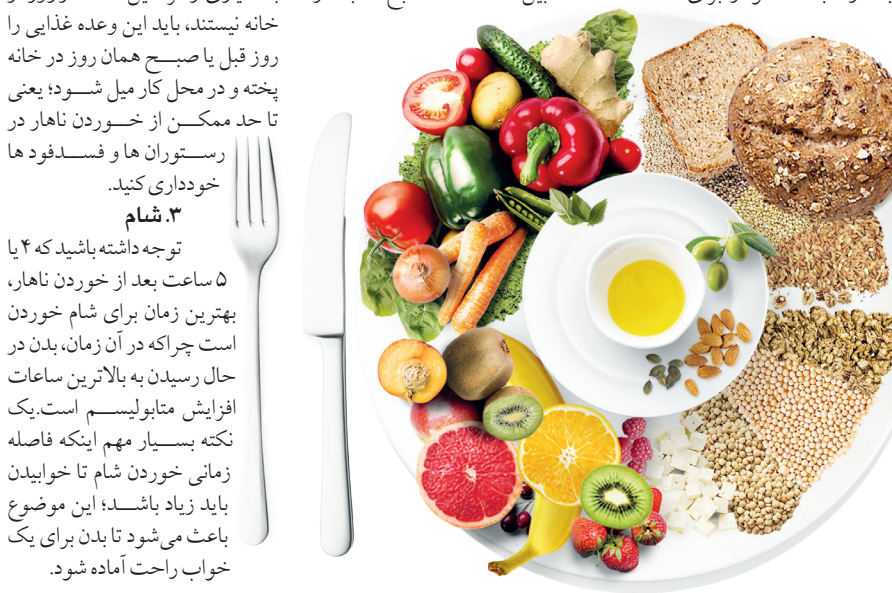 خانه نیستند، باید این وعده غذایی را
روز قبل یا صبح همان روز در خانه
پخته و در محل کار میل شود؛ یعنی
تا حد ممکن از خوردن ناهار در
رستوران ها و فسدفود ها
خودداری کنید.
۳. شام
توجه داشته باشید که ۴ یا
۵ ساعت بعد از خوردن ناهار،
بهترین زمان برای شام خوردن
است چراکه در آن زمان، بدن در
حال رسیدن به بالاترین ساعات
افزایش متابولیسم است.یک
نکته بسیار مهم اینکه فاصله
زمانی خوردن شام تا خوابیدن
باید زیاد باشد؛ این موضوع
باعث می‌شود تا بدن برای یک
خواب راحت آماده شود.